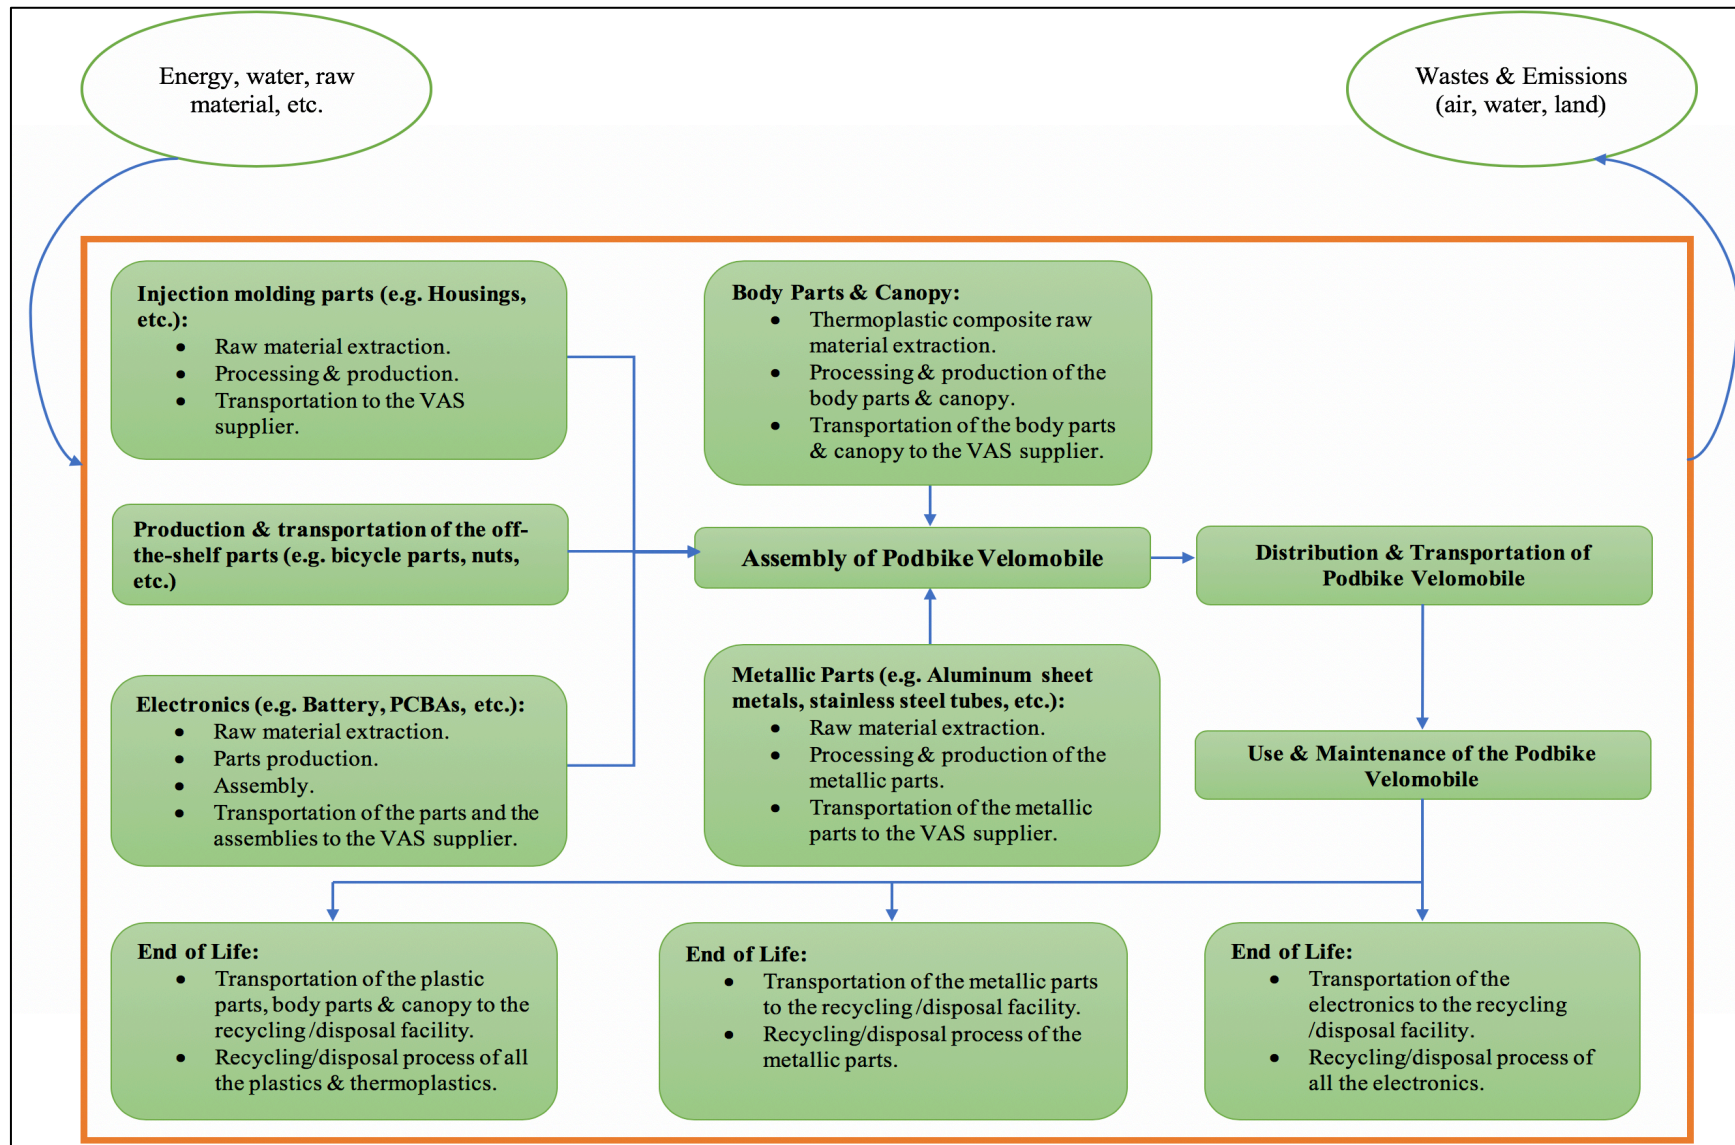 Energy, water, raw
material, etc.
Wastes & Emissions
(air, water, land)
Injection molding parts (e.g. Housings,
etc.):
• Raw material extraction.
• Processing & production.
• Transportation to the VAS
supplier.
Body Parts & Canopy:
• Thermoplastic composite raw
material extraction.
• Processing & production of the
body parts & canopy.
• Transportation of the body parts
& canopy to the VAS supplier.
Production & transportation of the off-
the-shelf parts (e.g. bicycle parts, nuts,
etc.)
Assembly of Podbike Velomobile
Distribution & Transportation of
Podbike Velomobile
Electronics (e.g. Battery, PCBAs, etc.):
• Raw material extraction.
• Parts production.
• Assembly.
• Transportation of the parts and the
assemblies to the VAS supplier.
Metallic Parts (e.g. Aluminum sheet
metals, stainless steel tubes, etc.):
• Raw material extraction.
• Processing & production of the
metallic parts.
• Transportation of the metallic
parts to the VAS supplier.
Use & Maintenance of the Podbike
Velomobile
End of Life:
• Transportation of the plastic
parts, body parts & canopy to the
recycling /disposal facility.
• Recycling/disposal process of all
the plastics & thermoplastics.
End of Life:
• Transportation of the metallic parts
to the recycling /disposal facility.
• Recycling/disposal process of the
metallic parts.
End of Life:
• Transportation of the
electronics to the recycling
/disposal facility.
• Recycling/disposal process of
all the electronics.